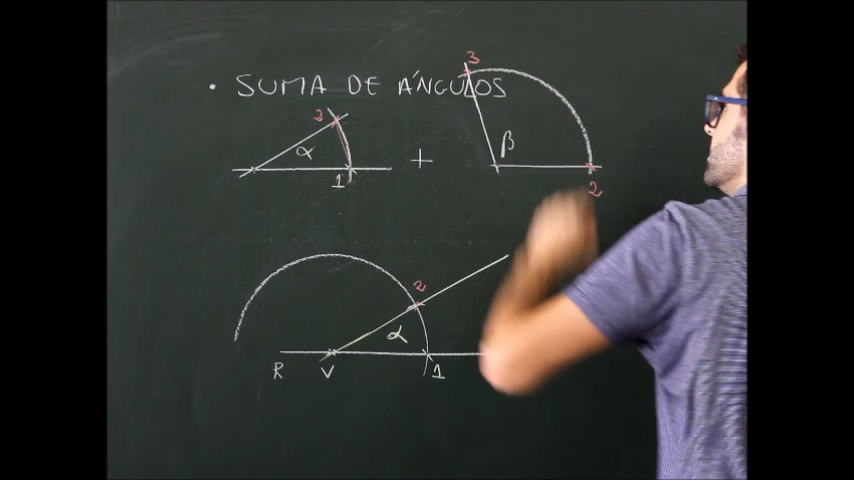 3
• SUMA DE ÁNGULOS
2
α + β
1 2
2
α
R V 1